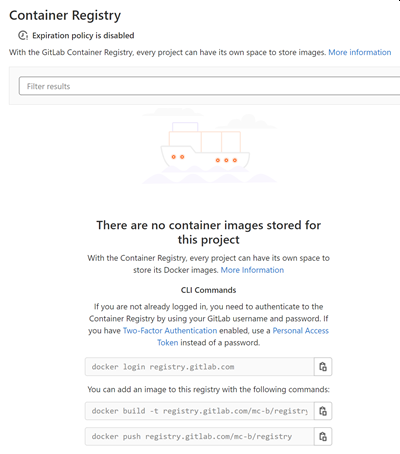 Container Registry
Expiration policy is disabled
With the GitLab Container Registry, every project can have its own space to store images. More information
Filter results
There are no container images stored for
this project
With the Container Registry, every project can have its own space to
store its Docker images. More Information
CLI Commands
If you are not already logged in, you need to authenticate to the
Container Registry by using your GitLab username and password. If
you have Two-Factor Authentication enabled, use a Personal Access
Token instead of a password.
docker login registry.gitlab.com
You can add an image to this registry with the following commands:
docker build -t registry.gitlab.com/mc-b/registry
docker push registry.gitlab.com/mc-b/registry